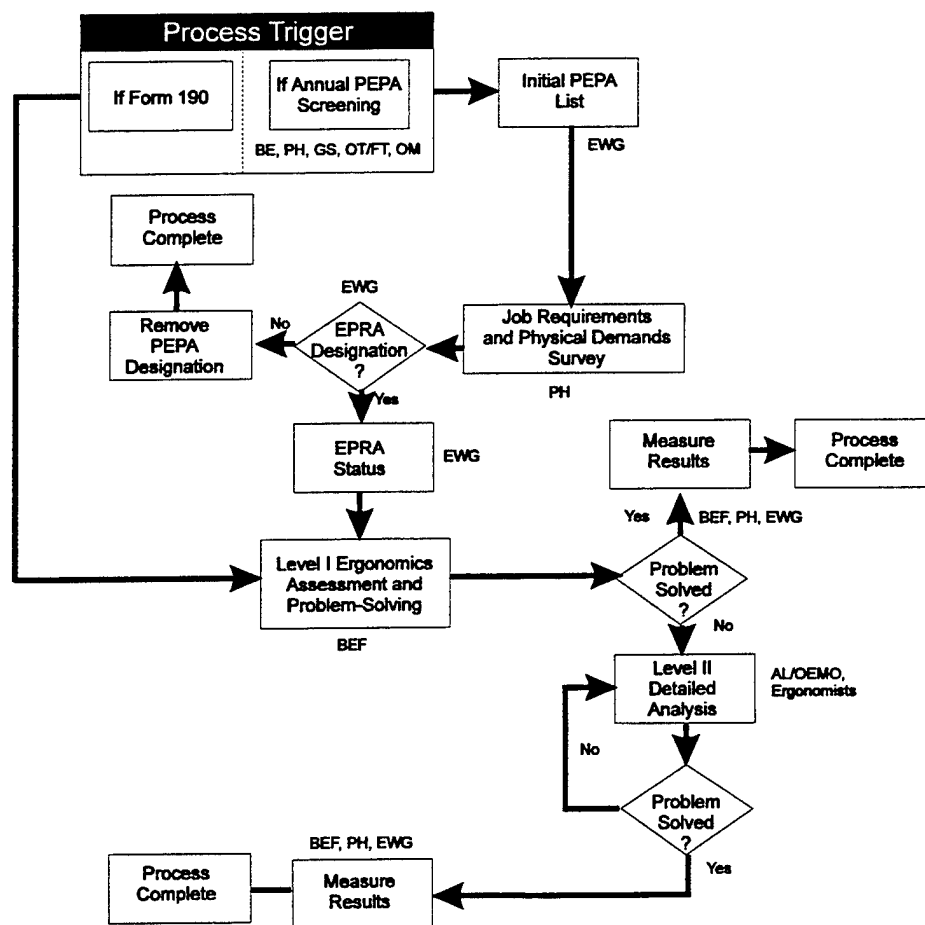 Process Trigger
If Form 190
If Annual PEPA
Screening
BE, PH, GS, OT/FT, OM
Initial PEPA
List
EWG
Process
Complete
EWG
Remove
PEPA
Designation
No
EPRA
Designation
?
Job Requirements
and Physical Demands
Survey
PH
Yes
EPRA
Status
EWG
Measure
Results
Process
Complete
Yes
BEF, PH, EWG
Level I Ergonomics
Assessment and
Problem-Solving
BEF
Problem
Solved
?
No
Level II
Detailed
Analysis
AL/OEMO,
Ergonomists
No
Problem
Solved
?
Yes
BEF, PH, EWG
Process
Complete
Measure
Results